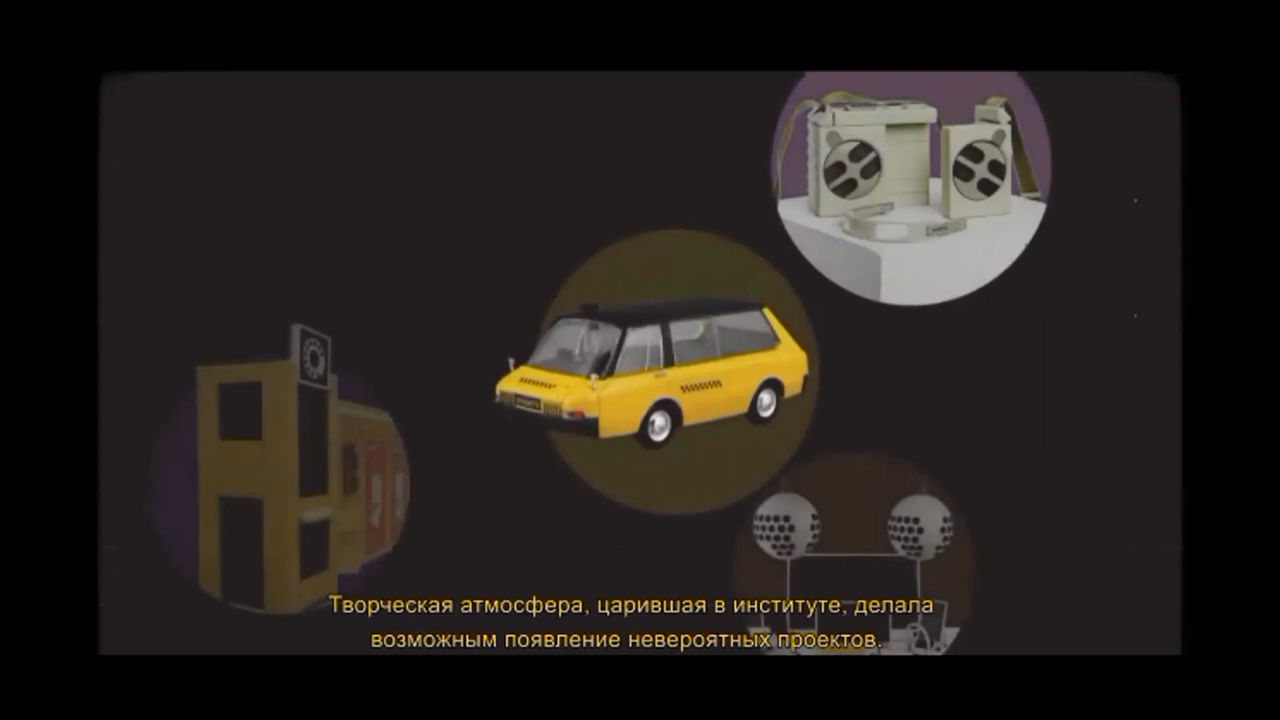 Творческая атмосфера, царившая в институте, делала
возможным появление невероятных проектов.